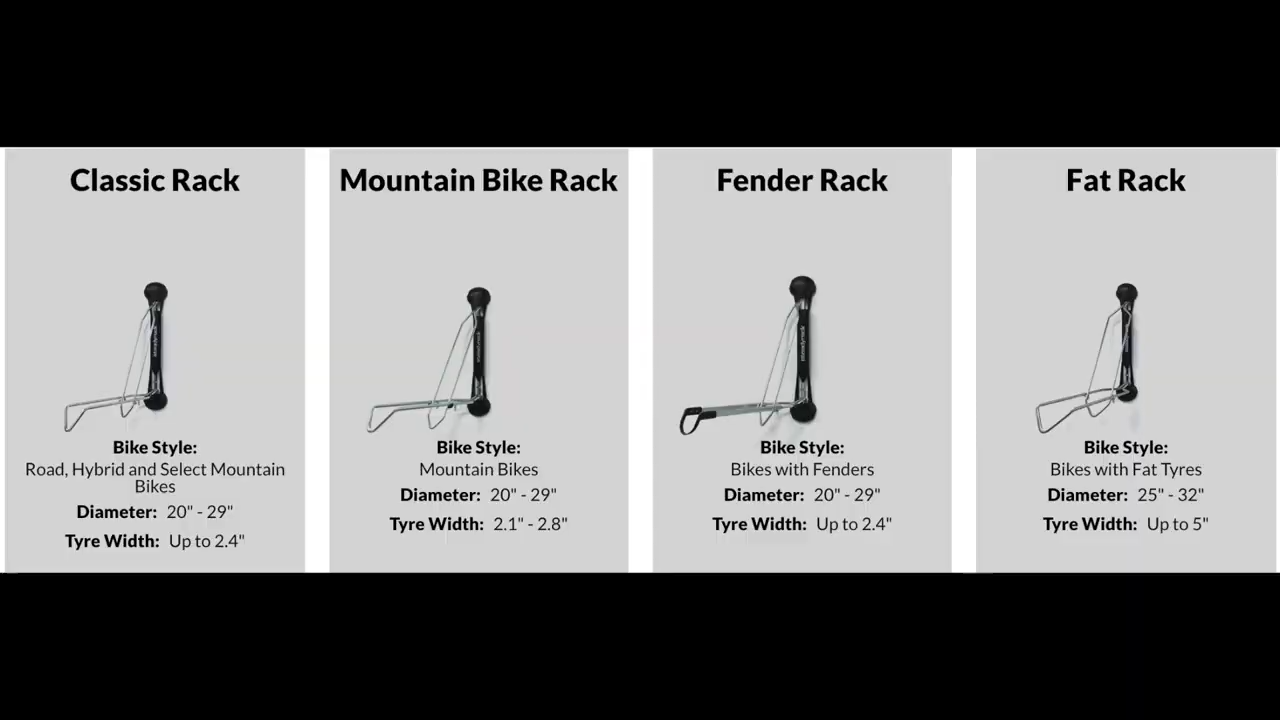 Classic Rack
Bike Style:
Road, Hybrid and Select Mountain
Bikes
Diameter: 20" - 29"
Tyre Width: Up to 2.4"
Mountain Bike Rack
Bike Style:
Mountain Bikes
Diameter: 20" - 29"
Tyre Width: 2.1" - 2.8"
Fender Rack
Bike Style:
Bikes with Fenders
Diameter: 20" - 29"
Tyre Width: Up to 2.4"
Fat Rack
Bike Style:
Bikes with Fat Tyres
Diameter: 25" - 32"
Tyre Width: Up to 5"